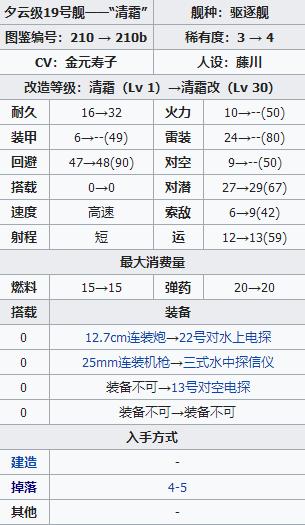 夕云级19号舰——“清霜” 舰种：驱逐舰
图鉴编号：210 → 210b 稀有度：3 → 4
CV：金元寿子 人设：藤川
改造等级：清霜（Lv 1）→清霜改（Lv 30）
耐久 16→32 火力 10→--(50)
装甲 6→--(49) 雷装 24→--(80)
回避 47→48(90) 对空 9→--(50)
搭载 0→0 对潜 27→29(67)
速度 高速 索敌 6→9(42)
射程 短 运 12→13(59)
最大消费量
燃料 15→15 弹药 20→20
搭载 装备
0 12.7cm连装炮→22号对水上电探
0 25mm连装机枪→三式水中探信仪
0 装备不可→13号对空电探
0 装备不可→装备不可
入手方式
建造 -
掉落 4-5
其他 -